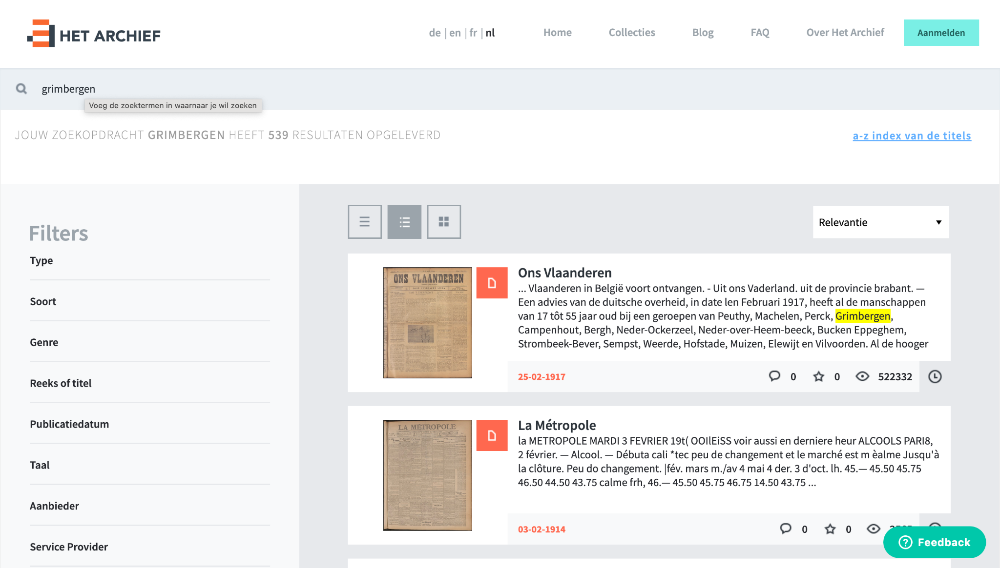 HET ARCHIEF
de | en | fr | nl
Home
Collecties
Blog
FAQ
Over Het Archief
Aanmelden
grimbergen
Voeg de zoektermen in waarnaar je wil zoeken
JOUW ZOEKOPDRACHT GRIMBERGEN HEEFT 539 RESULTATEN OPGELEVERD
a-z index van de titels
Filters
Type
Soort
Genre
Reeks of titel
Publicatiedatum
Taal
Aanbieder
Service Provider
Relevantie
ONS VLAANDEREN
Ons Vlaanderen
... Vlaanderen in België voort ontvangen. - Uit ons Vaderland. uit de provincie brabant. —
Een advies van de duitsche overheid, in date len Februari 1917, heeft al de manschappen
van 17 tôt 55 jaar oud bij een geroepen van Peuthy, Machelen, Perck, Grimbergen,
Campenhout, Bergh, Neder-Ockerzeel, Neder-over-Heem-beeck, Bucken Eppeghem,
Strombeek-Bever, Sempst, Weerde, Hofstade, Muizen, Elewijt en Vilvoorden. Al de hooger
25-02-1917
0
0
522332
LA MÉTROPOLE
La Métropole
la METROPOLE MARDI 3 FEVRIER 19t( OOIlEiSS voir aussi en derniere heur ALCOOLS PARI8,
2 février. — Alcool. — Débuta cali *tec peu de changement et le marché est m èalme Jusqu'à
la clôture. Peu do changement. |fév. mars m./av 4 mai 4 der. 3 d'oct. lh. 45.— 45.50 45.75
46.50 44.50 43.75 calme frh, 46.— 45.50 45.75 46.75 14.50 43.75 ...
03-02-1914
0
0
Feedback